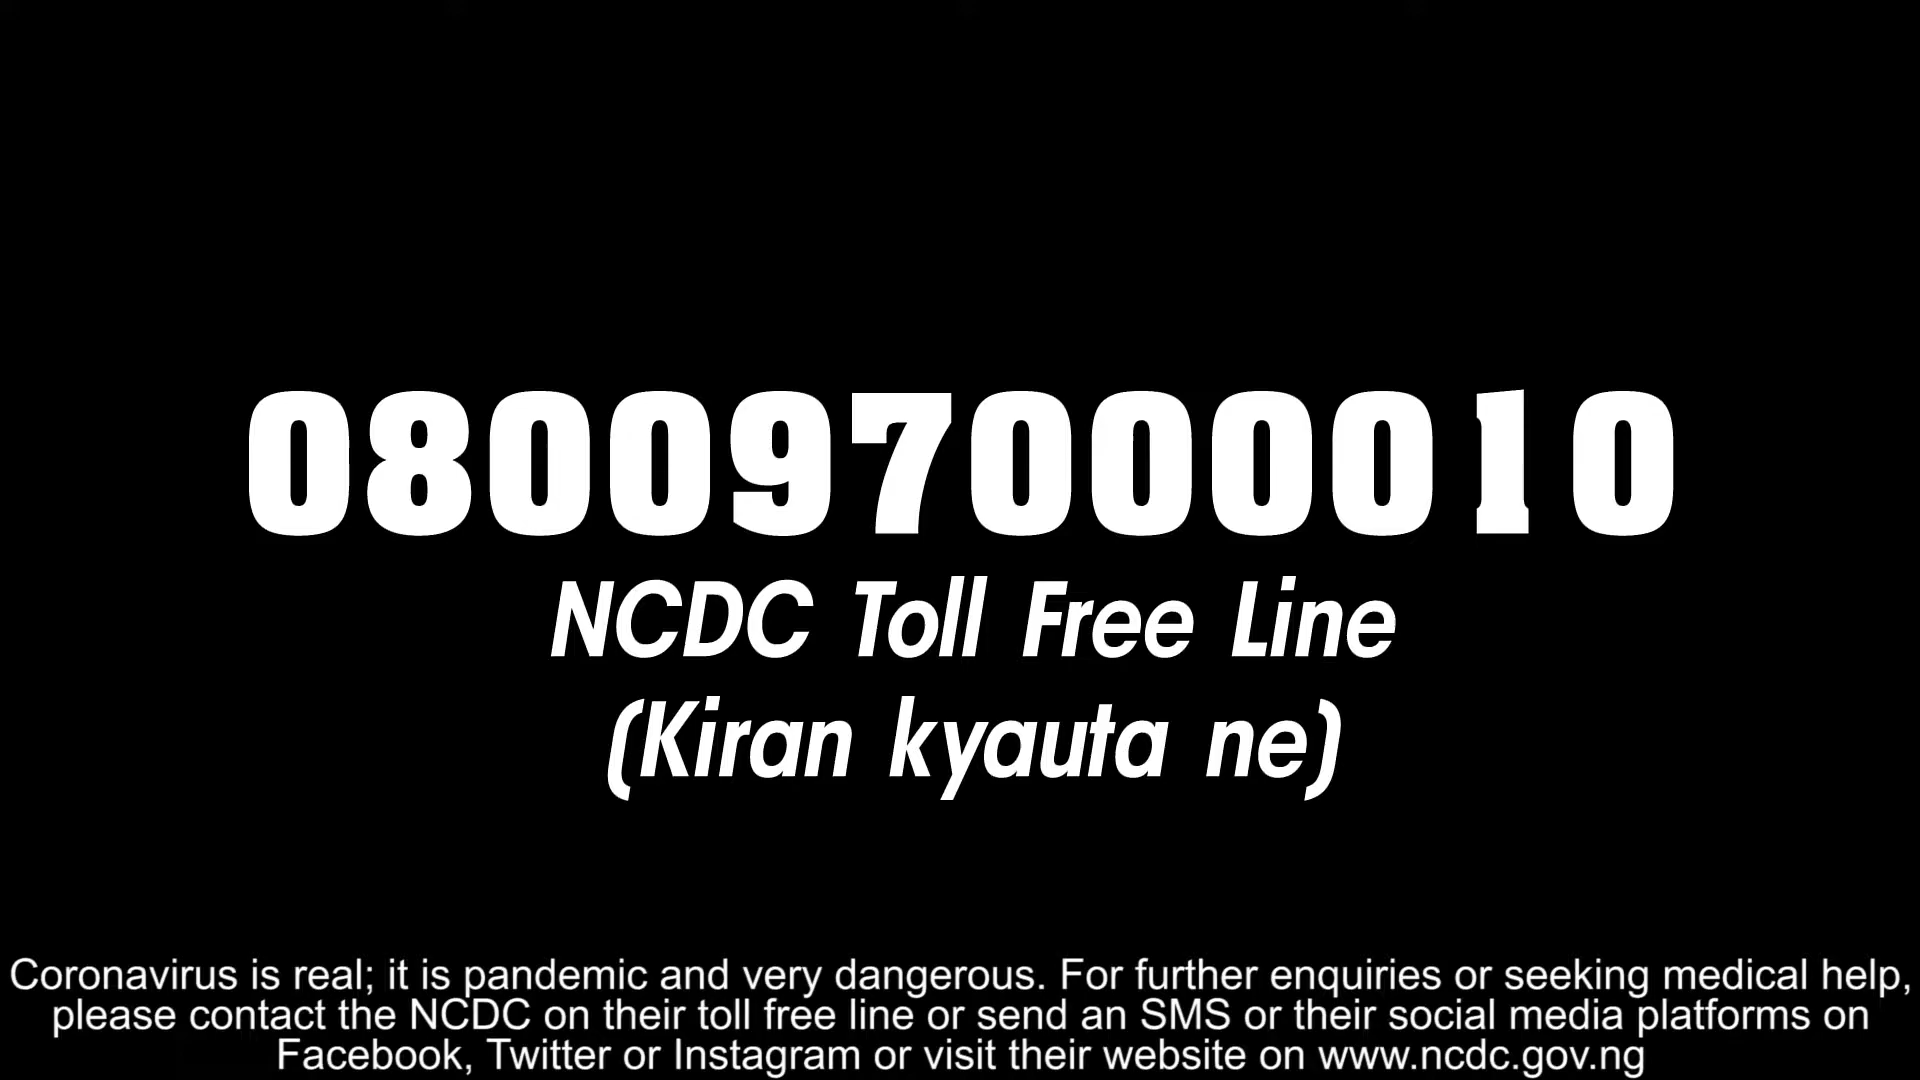 080097000010
NCDC Toll Free Line
(Kiran kyauta ne)
Coronavirus is real; it is pandemic and very dangerous. For further enquiries or seeking medical help,
please contact the NCDC on their toll free line or send an SMS or their social media platforms on
Facebook, Twitter or Instagram or visit their website on www.ncdc.gov.ng